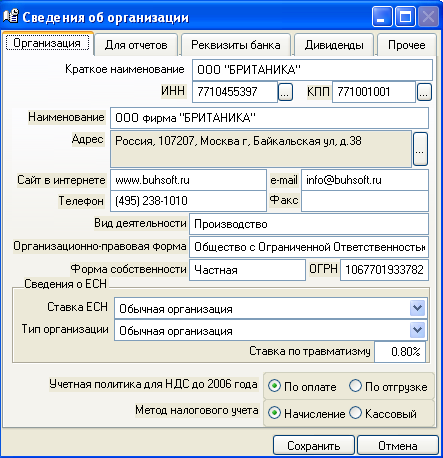 Сведения об организации
Организация Для отчетов Реквизиты банка Дивиденды Прочее
Краткое наименование ООО "БРИТАНИКА"
ИНН 7710455397 ... КПП 771001001 ...
Наименование ООО фирма "БРИТАНИКА"
Адрес Россия, 107207, Москва г, Байкальская ул, д.38 ...
Сайт в интернете www.buhsoft.ru e-mail info@buhsoft.ru
Телефон (495) 238-1010 Факс
Вид деятельности Производство
Организационно-правовая форма Общество с Ограниченной Ответственностью
Форма собственности Частная ОГРН 1067701933782
Сведения о ЕСН
Ставка ЕСН Обычная организация
Тип организации Обычная организация
Ставка по травматизму 0.80%
Учетная политика для НДС до 2006 года По оплате По отгрузке
Метод налогового учета Начисление Кассовый
Сохранить Отмена